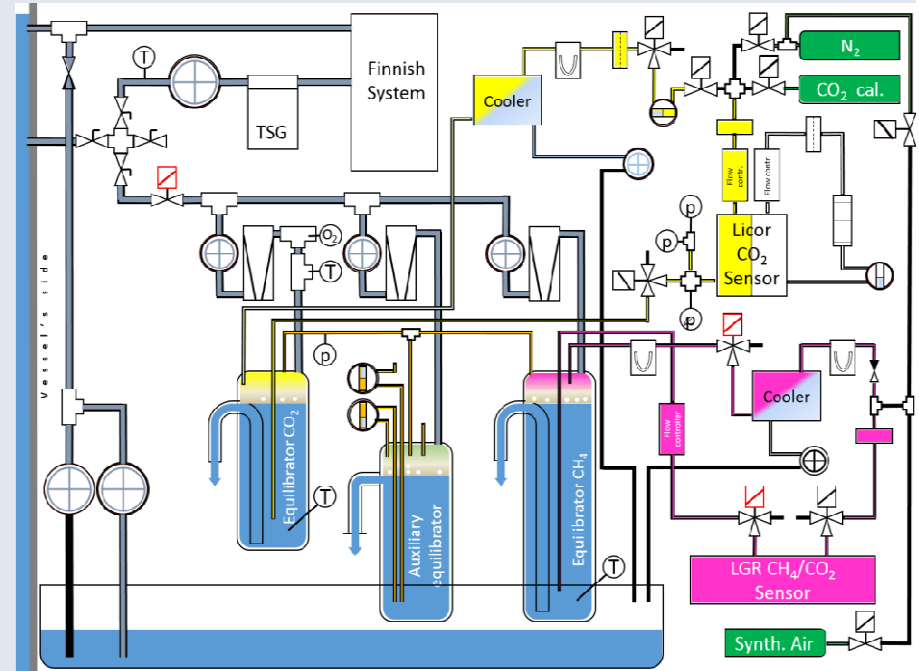 Finnish
System
N₂
CO₂ cal.
T
Cooler
TSG
Flow
contr.
Flow contr.
O₂
T
p
p
p
Licor
CO₂
Sensor
Vessel's side
p
Cooler
Flow
controller
Equilibrator CO₂
T
Auxiliary
equilibrator
Equilibrator CH₄
T
LGR CH₄/CO₂
Sensor
Synth. Air